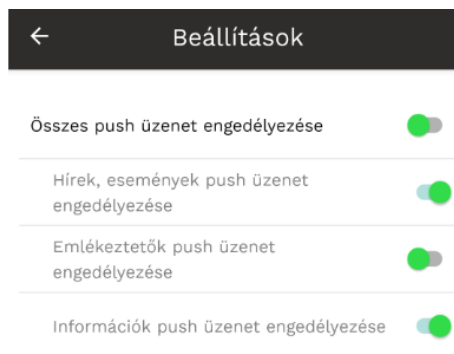 Beállítások
Összes push üzenet engedélyezése
Hírek, események push üzenet
engedélyezése
Emlékeztetők push üzenet
engedélyezése
Információk push üzenet engedélyezése